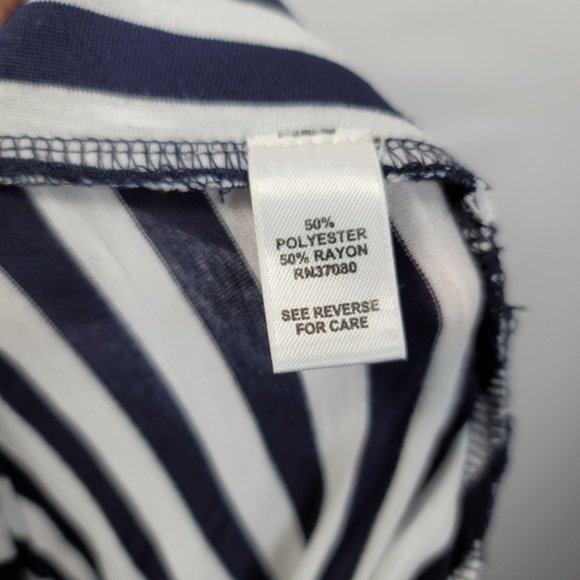 50%
POLYESTER
50% RAYON
RN37080
SEE REVERSE
FOR CARE